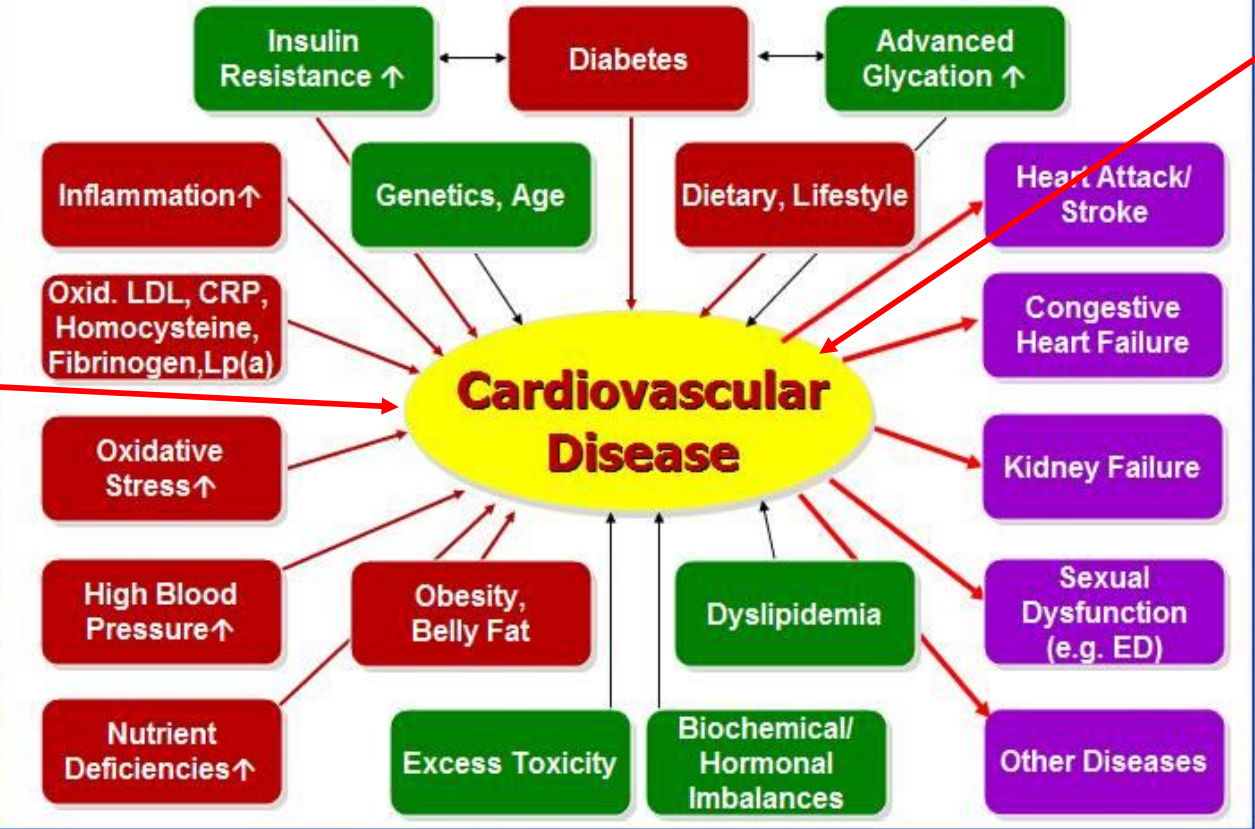 Insulin
Resistance ↑
Diabetes
Advanced
Glycation ↑
Inflammation↑
Genetics, Age
Dietary, Lifestyle
Heart Attack/
Stroke
Oxid. LDL, CRP,
Homocysteine,
Fibrinogen,Lp(a)
Congestive
Heart Failure
Cardiovascular
Disease
Oxidative
Stress↑
Kidney Failure
High Blood
Pressure↑
Obesity,
Belly Fat
Dyslipidemia
Sexual
Dysfunction
(e.g. ED)
Nutrient
Deficiencies↑
Excess Toxicity
Biochemical/
Hormonal
Imbalances
Other Diseases